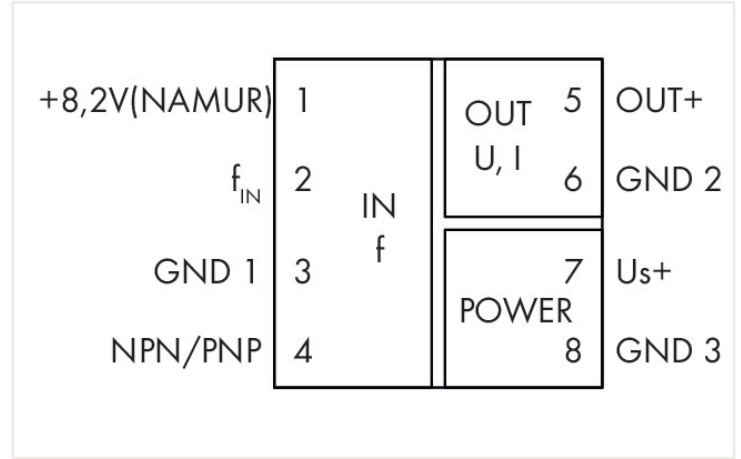 +8,2V(NAMUR) 1
fIN 2
GND 1 3
NPN/PNP 4
IN
f
OUT
U, I
5 OUT+
6 GND 2
POWER
7 Us+
8 GND 3